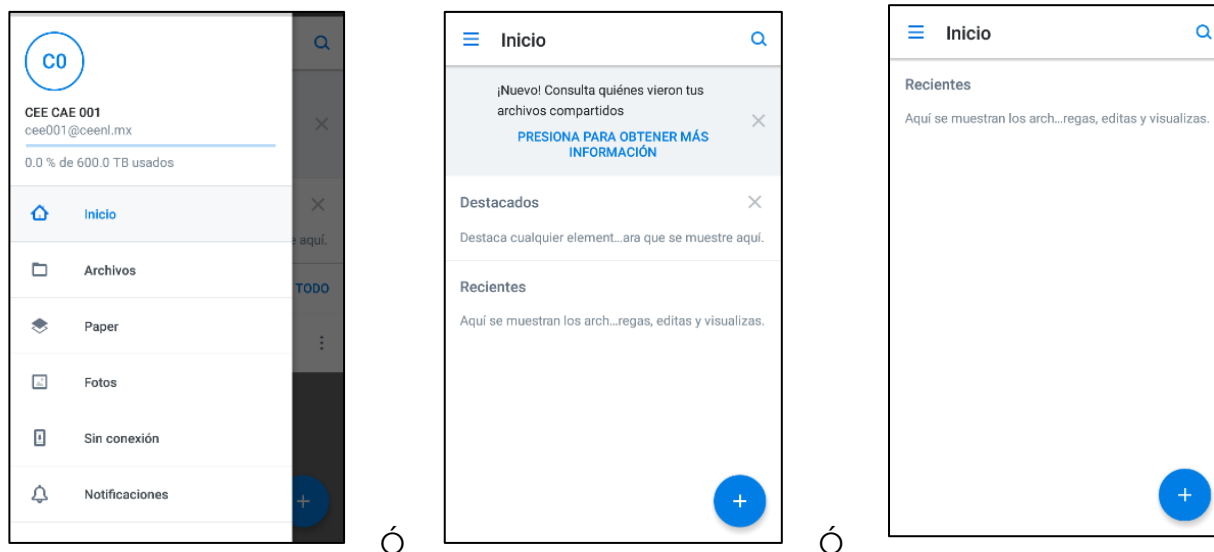 C0
CEE CAE 001
cee001@ceenl.mx
0.0 % de 600.0 TB usados
Inicio
Archivos
Paper
Fotos
Sin conexión
Notificaciones
e aquí.
TODO
Ó
Inicio
¡Nuevo! Consulta quiénes vieron tus
archivos compartidos
PRESIONA PARA OBTENER MÁS
INFORMACIÓN
Destacados
Destaca cualquier element...ara que se muestre aquí.
Recientes
Aquí se muestran los arch...regas, editas y visualizas.
Ó
Inicio
Recientes
Aquí se muestran los arch...regas, editas y visualizas.